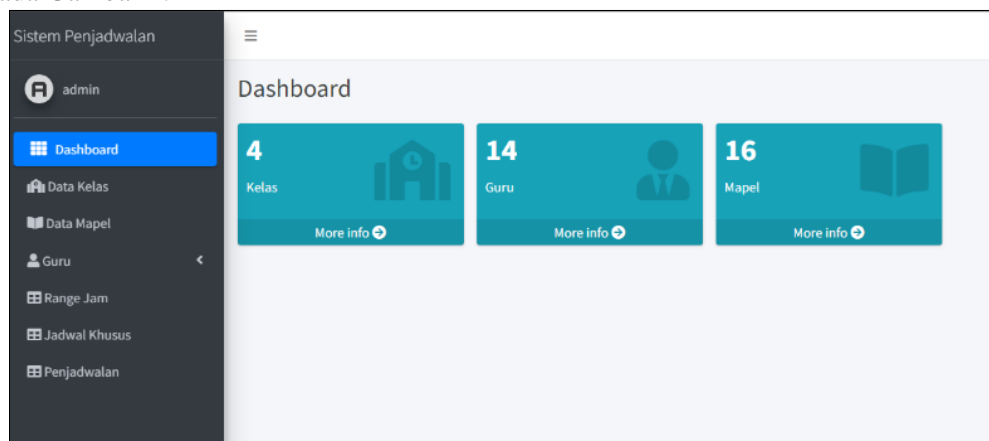 Sistem Penjadwalan
admin
Dashboard
Data Kelas
Data Mapel
Guru
Range Jam
Jadwal Khusus
Penjadwalan
Dashboard
4
Kelas
More info
14
Guru
More info
16
Mapel
More info